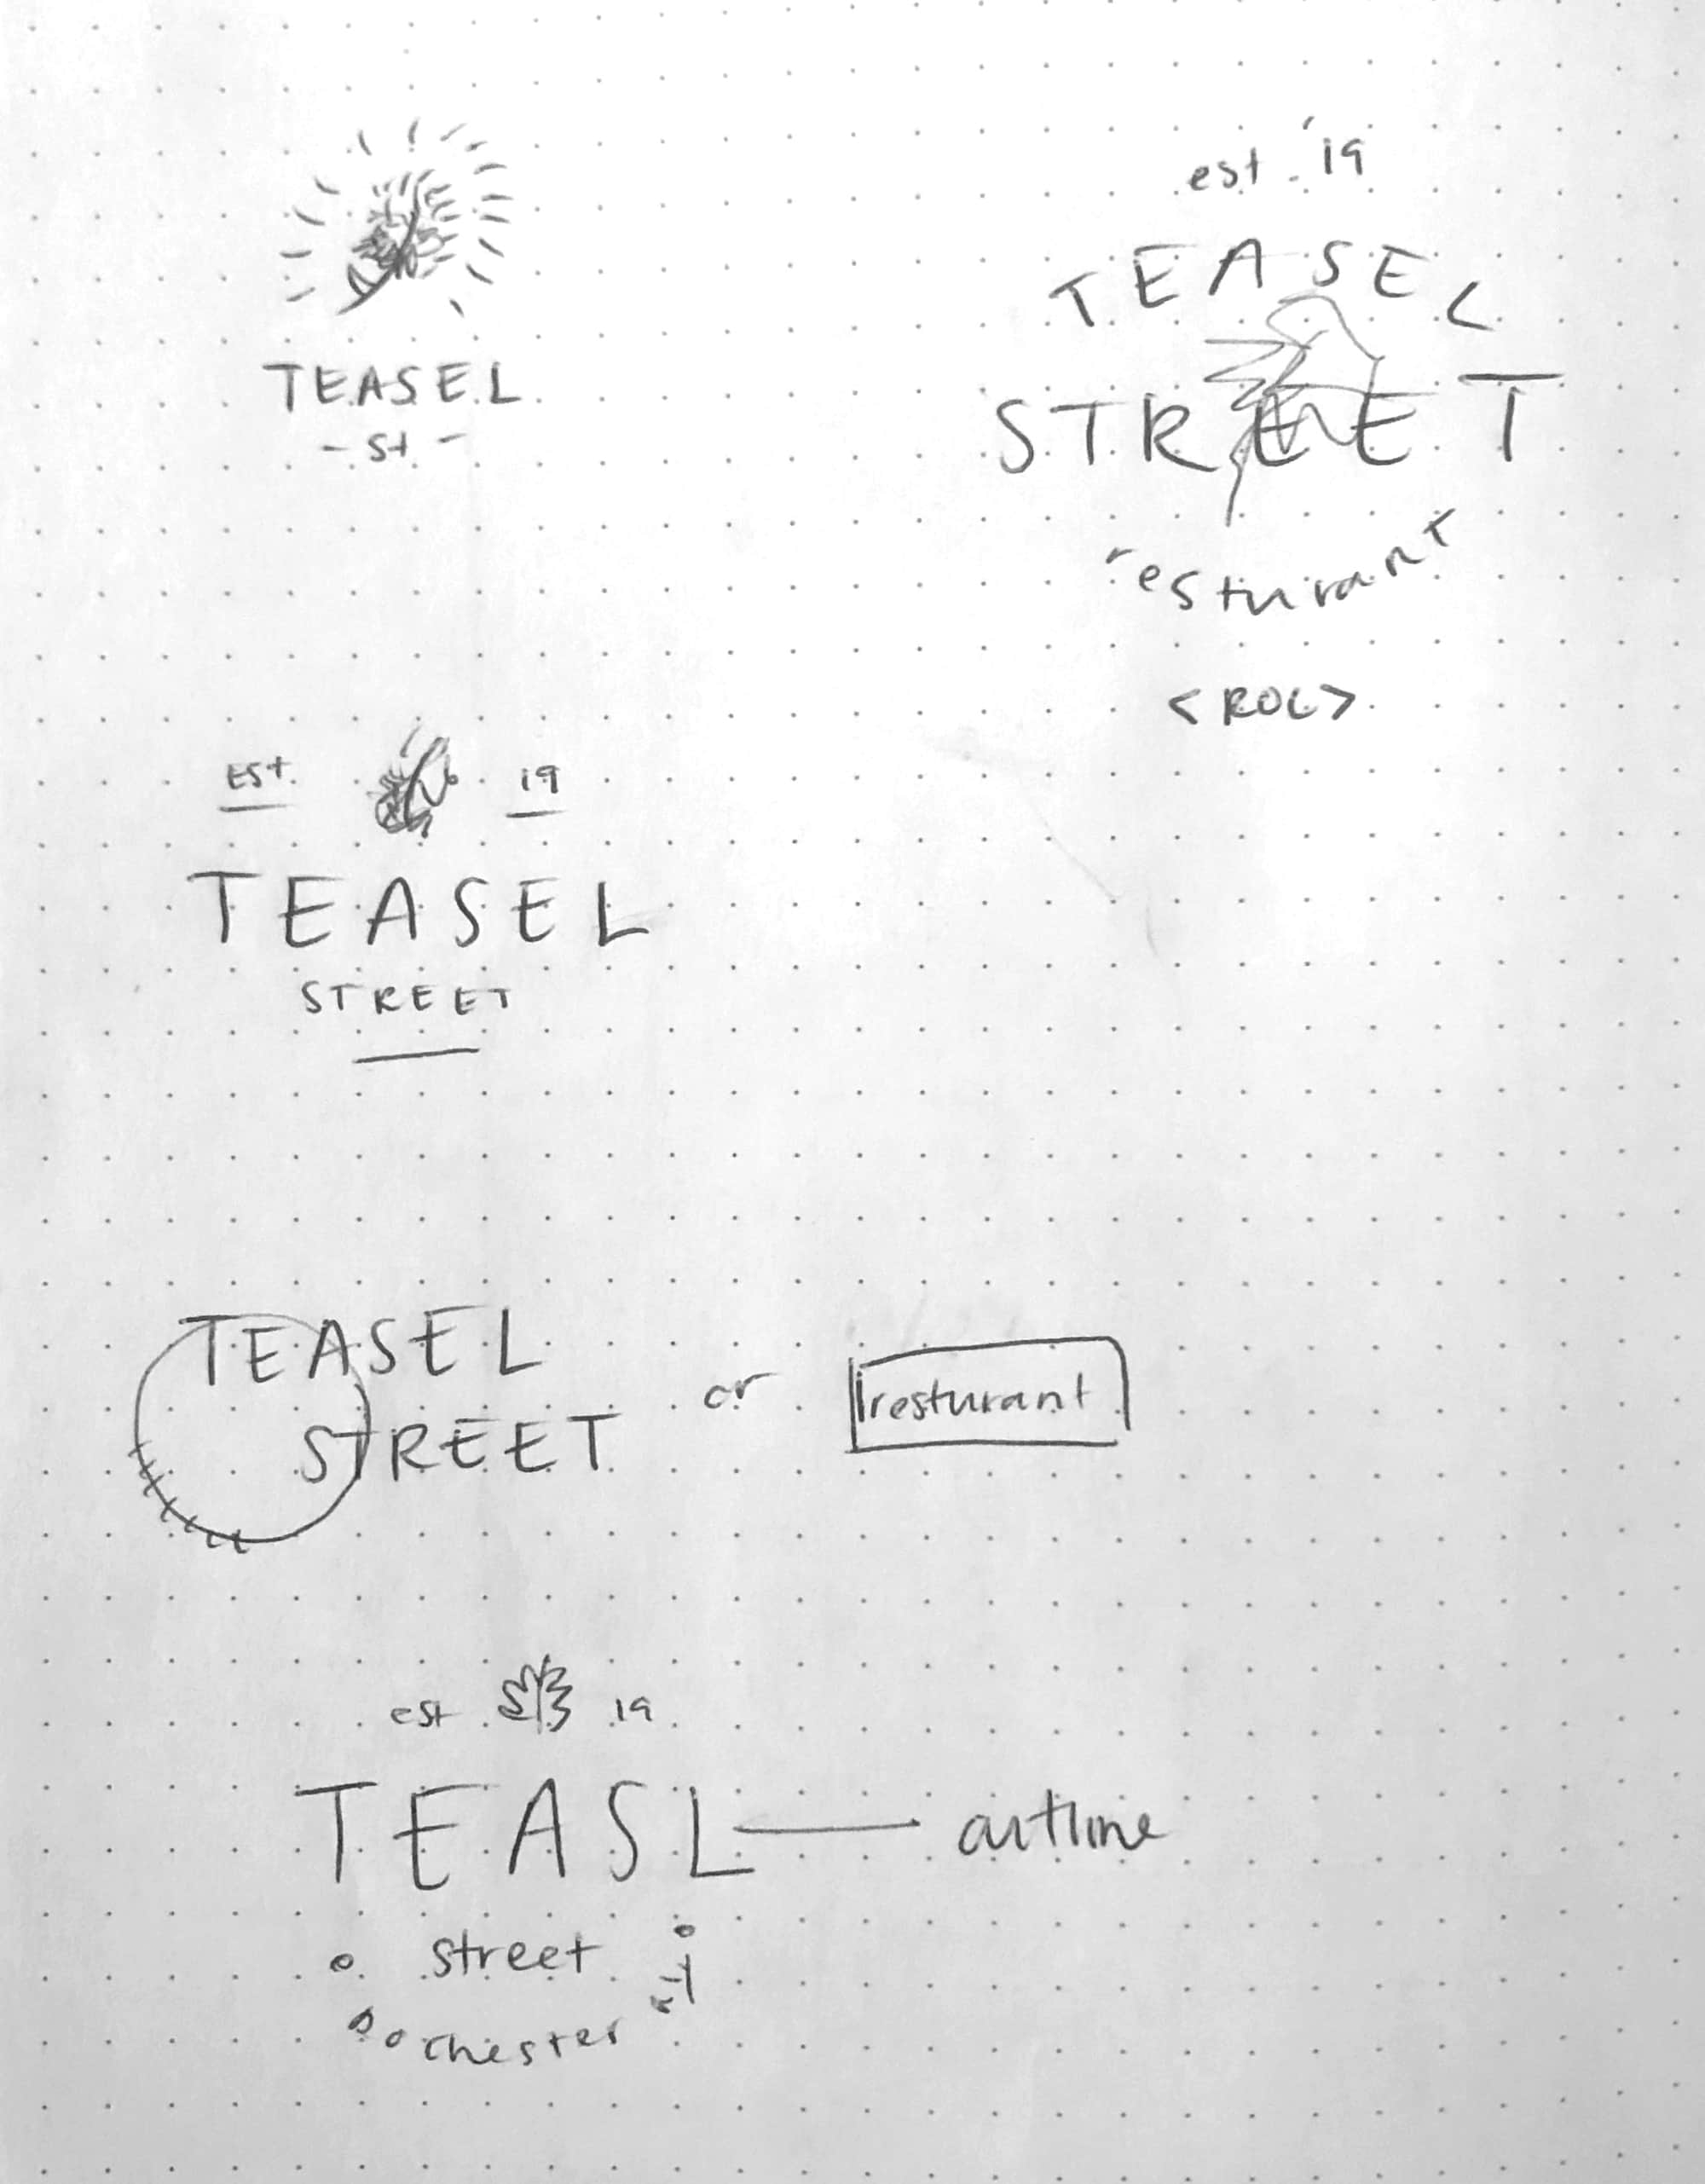 TEASEL
- St -
est. '19
TEASEL
STREET
resturant
< ROC >
Est. 19
TEASEL
STREET
TEASEL
STREET
or
resturant
est 19
TEASL
outline
street
Rochester